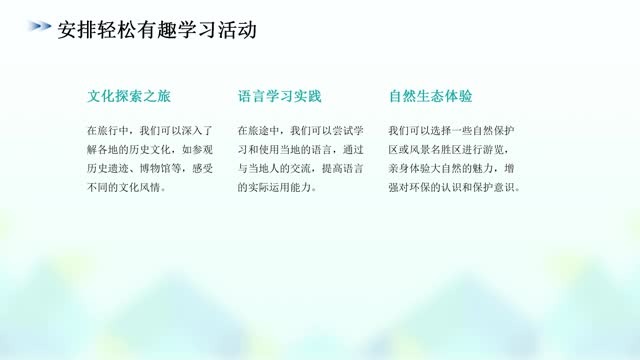 安排轻松有趣学习活动
文化探索之旅
在旅行中，我们可以深入了
解各地的历史文化，如参观
历史遗迹、博物馆等，感受
不同的文化风情。
语言学习实践
在旅途中，我们可以尝试学
习和使用当地的语言，通过
与当地人的交流，提高语言
的实际运用能力。
自然生态体验
我们可以选择一些自然保护
区或风景名胜区进行游览，
亲身体验大自然的魅力，增
强对环保的认识和保护意识。